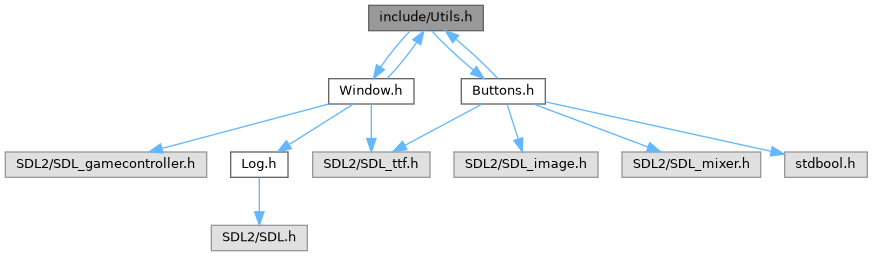 include/Utils.h
Window.h
Buttons.h
SDL2/SDL_gamecontroller.h
Log.h
SDL2/SDL_ttf.h
SDL2/SDL_image.h
SDL2/SDL_mixer.h
stdbool.h
SDL2/SDL.h